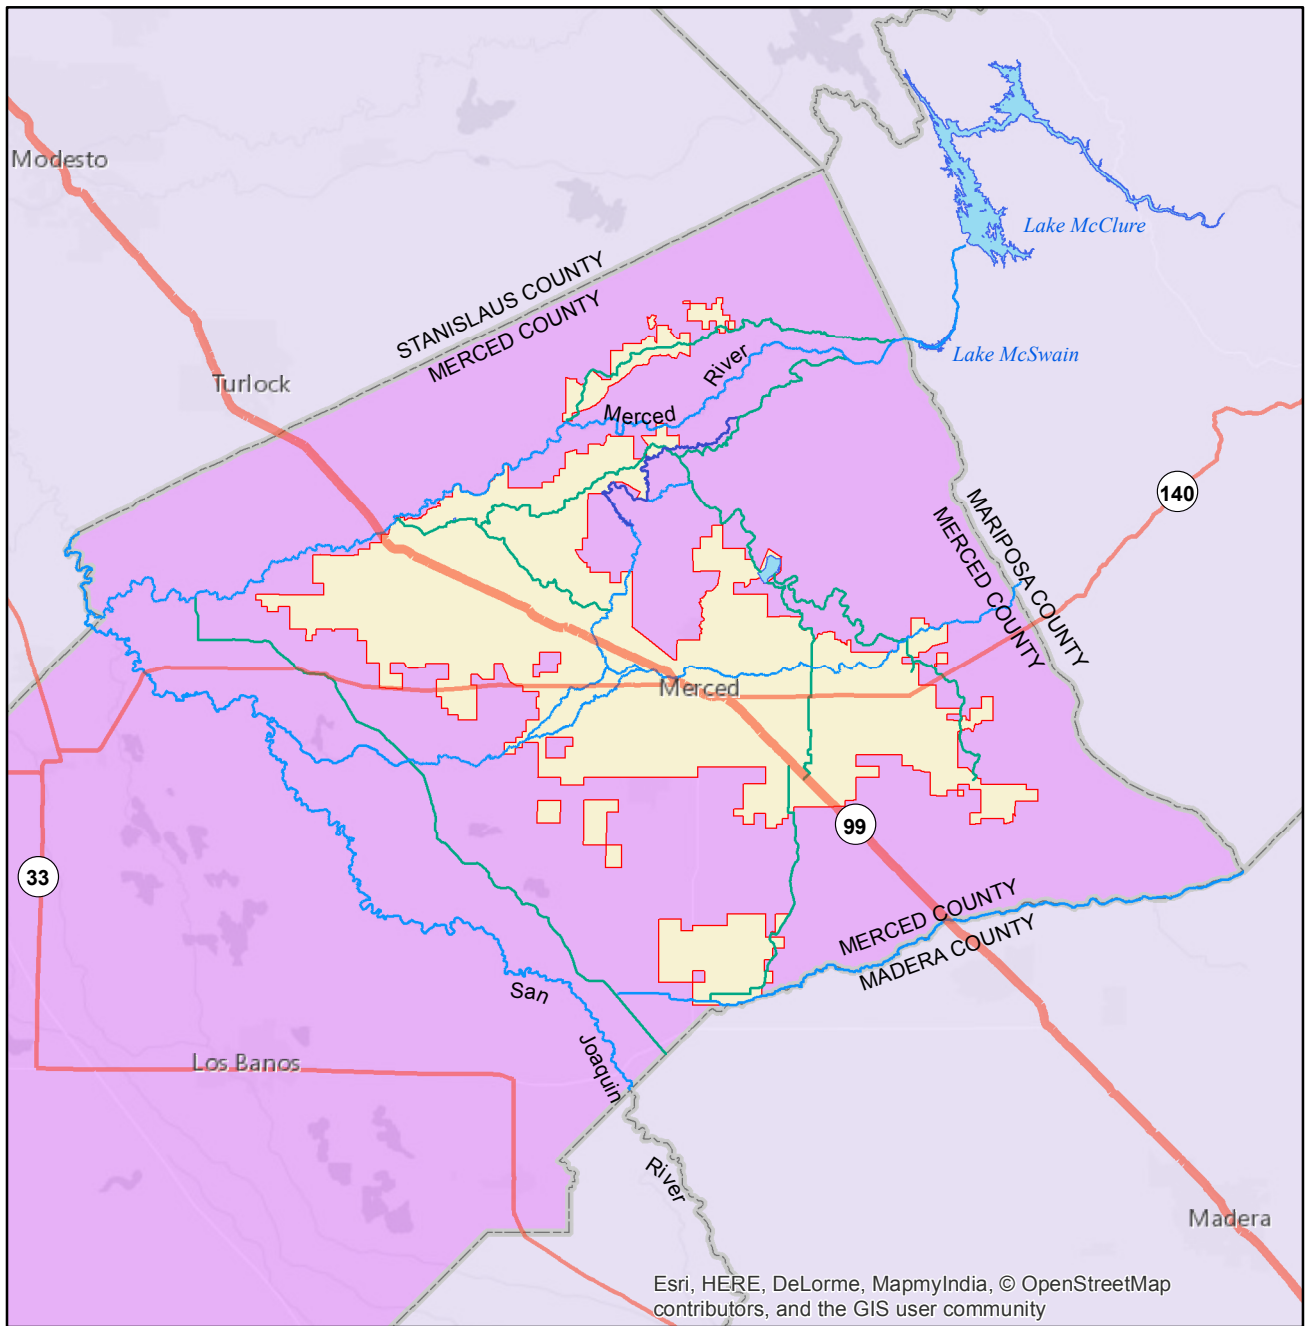 Modesto
Lake McClure
STANISLAUS COUNTY
MERCED COUNTY
Lake McSwain
River
Turlock
Merced
140
MARIPOSA COUNTY
MERCED COUNTY
Merced
99
33
MERCED COUNTY
MADERA COUNTY
San
Joaquin
Los Banos
River
Madera
Esri, HERE, DeLorme, MapmyIndia, © OpenStreetMap
contributors, and the GIS user community